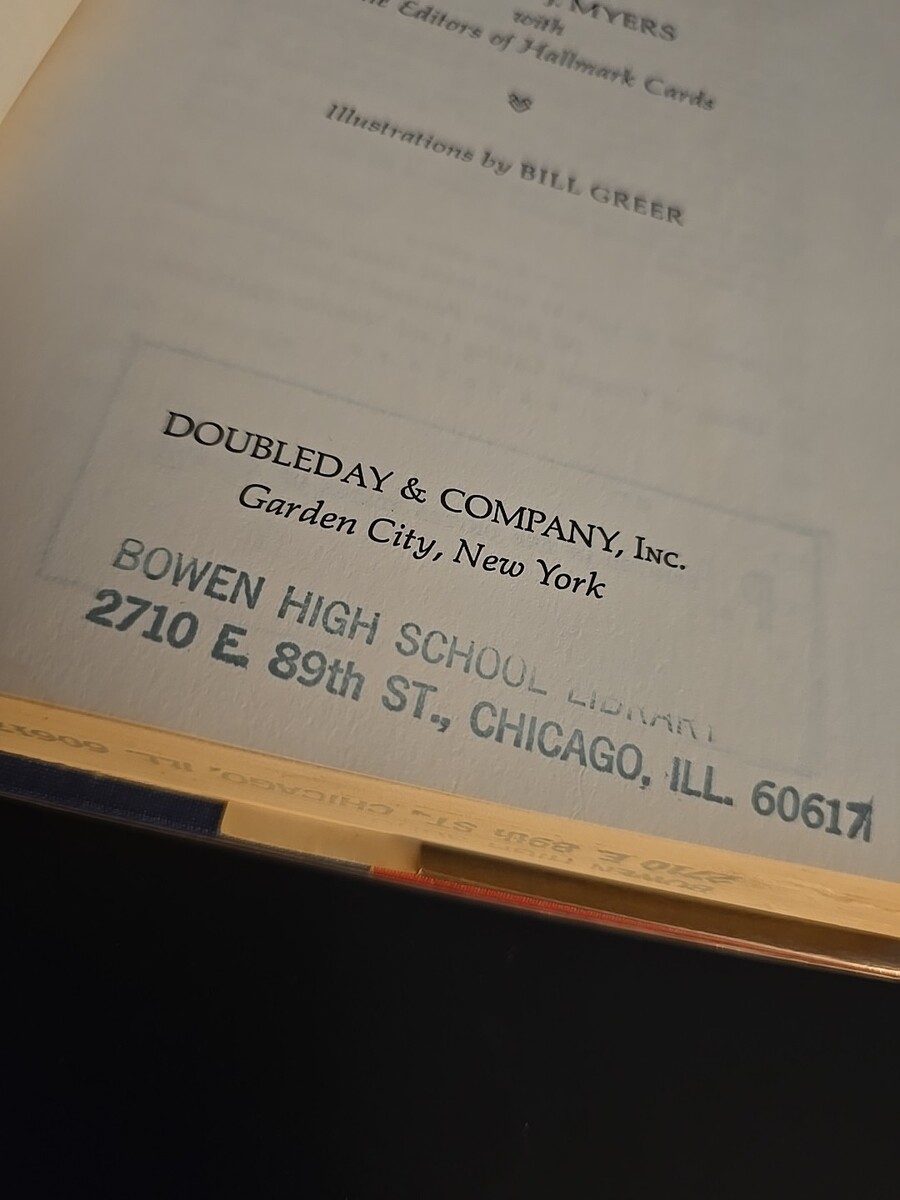 J. MYERS
with
Editors of Hallmark Cards
Illustrations by BILL GREER
DOUBLEDAY & COMPANY, INC.
Garden City, New York
BOWEN HIGH SCHOOL LIBRARY
2710 E. 89th ST., CHICAGO, ILL. 60617